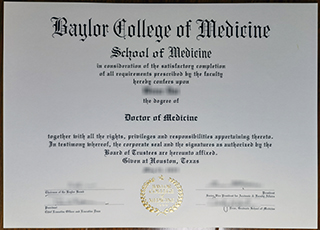 Baylor College of Medicine
School of Medicine
in consideration of the satisfactory completion
of all requirements prescribed by the faculty
hereby confers upon
the degree of
Doctor of Medicine
together with all the rights, privileges and responsibilities appertaining thereto.
In testimony whereof, the corporate seal and the signatures as authorised by the
Board of Trustees are hereunto affixed.
Given at Houston, Texas
President